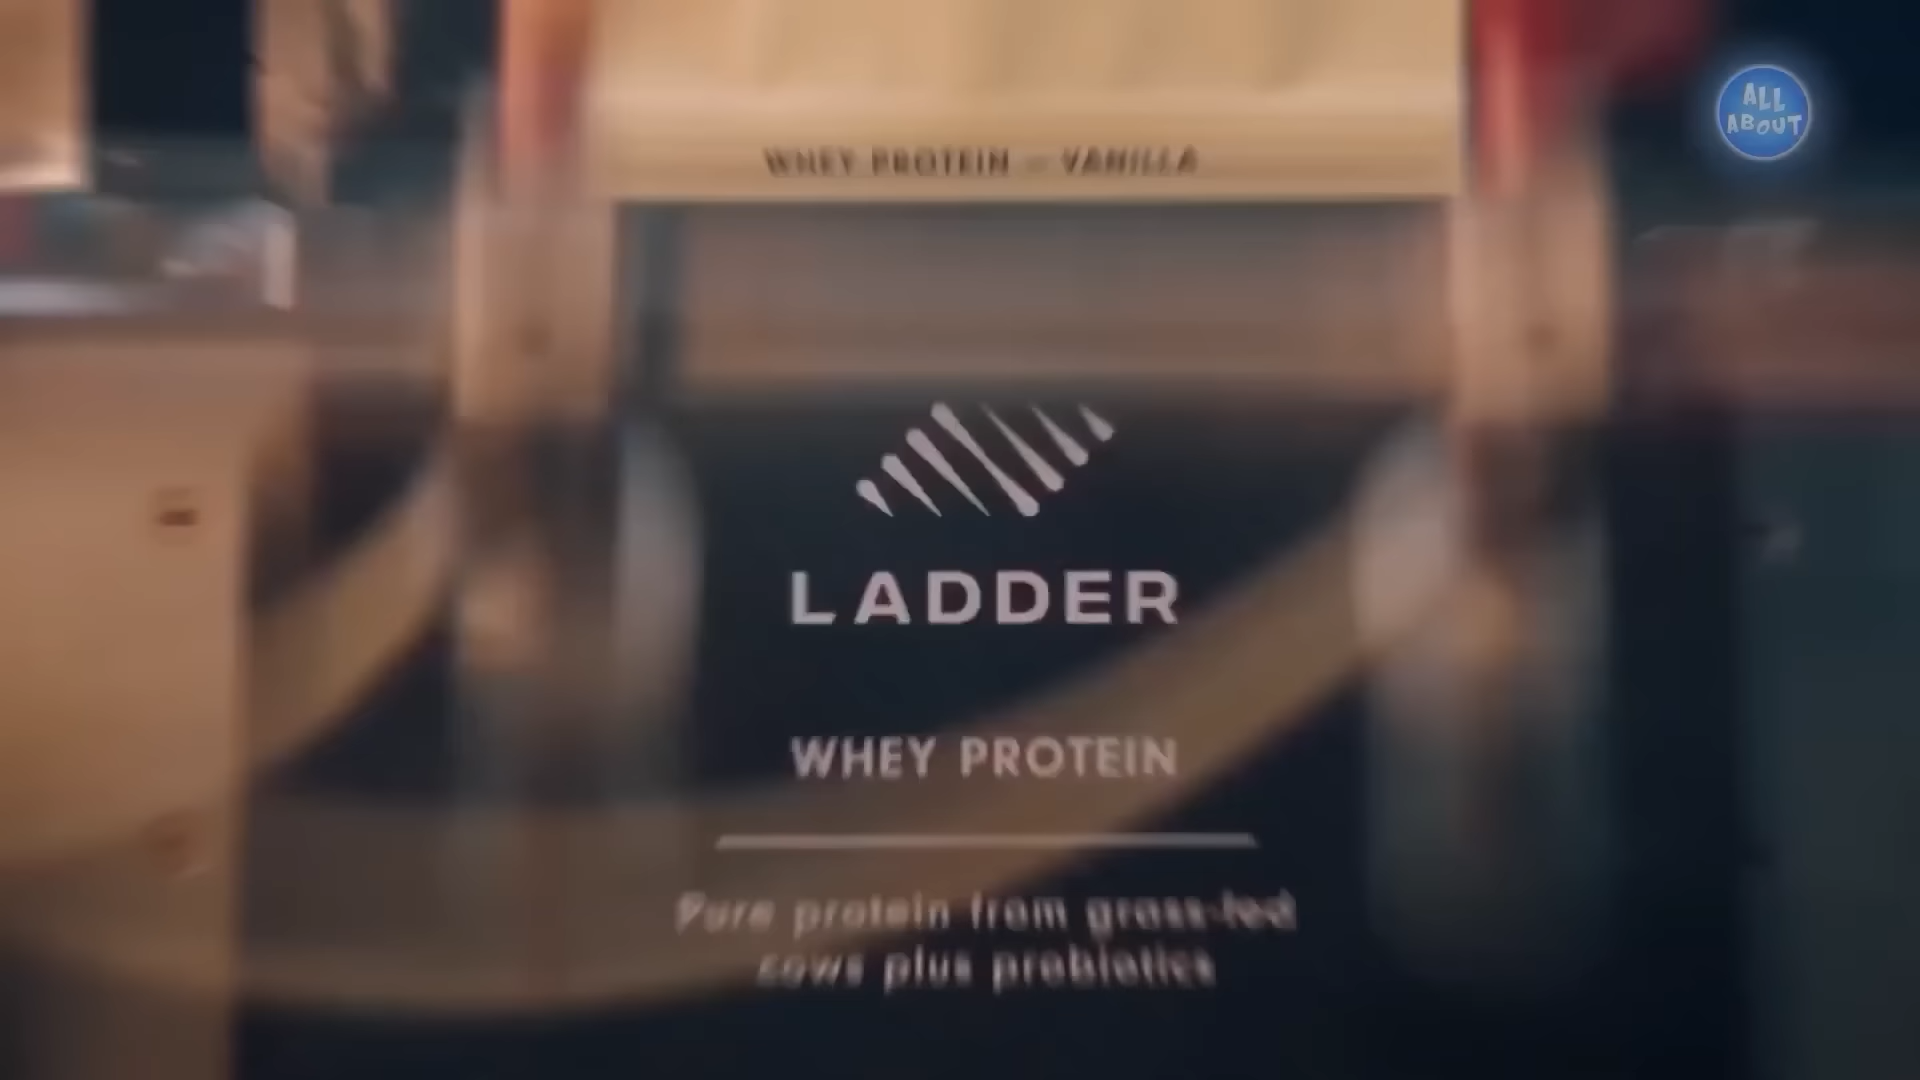 ALL
ABOUT
WHEY PROTEIN — VANILLA
LADDER
WHEY PROTEIN
Pure protein from grass-fed
cows plus probiotics